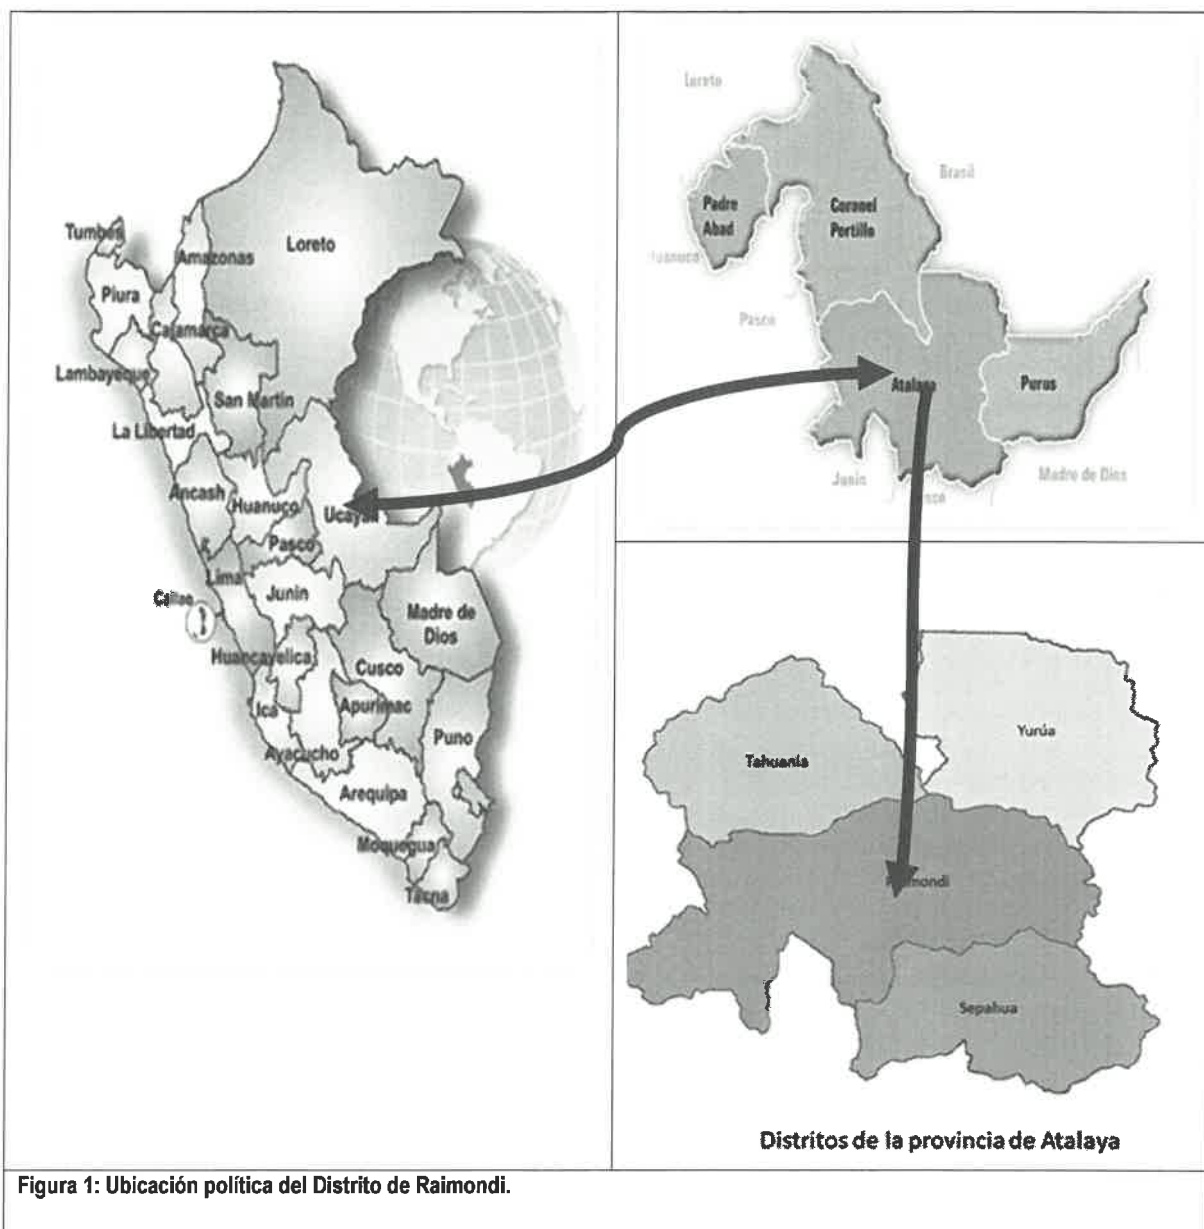 Tumbes
Amazonas
Loreto
Piura
Cajamarca
Lambayeque
San Martin
La Libertad
Ancash
Huanuco
Ucayali
Pasco
Lima
Junin
Callao
Madre de
Dios
Huancavelica
Cusco
Ica
Apurimac
Ayacucho
Puno
Arequipa
Moquegua
Tacna
Loreto
Brasil
Padre
Abad
Coronel
Portillo
Pasco
Atalaya
Purus
Junin
Madre de Dios
Yurúa
Tahuanía
Sepahua
Distritos de la provincia de Atalaya
Figura 1: Ubicación política del Distrito de Raimondi.